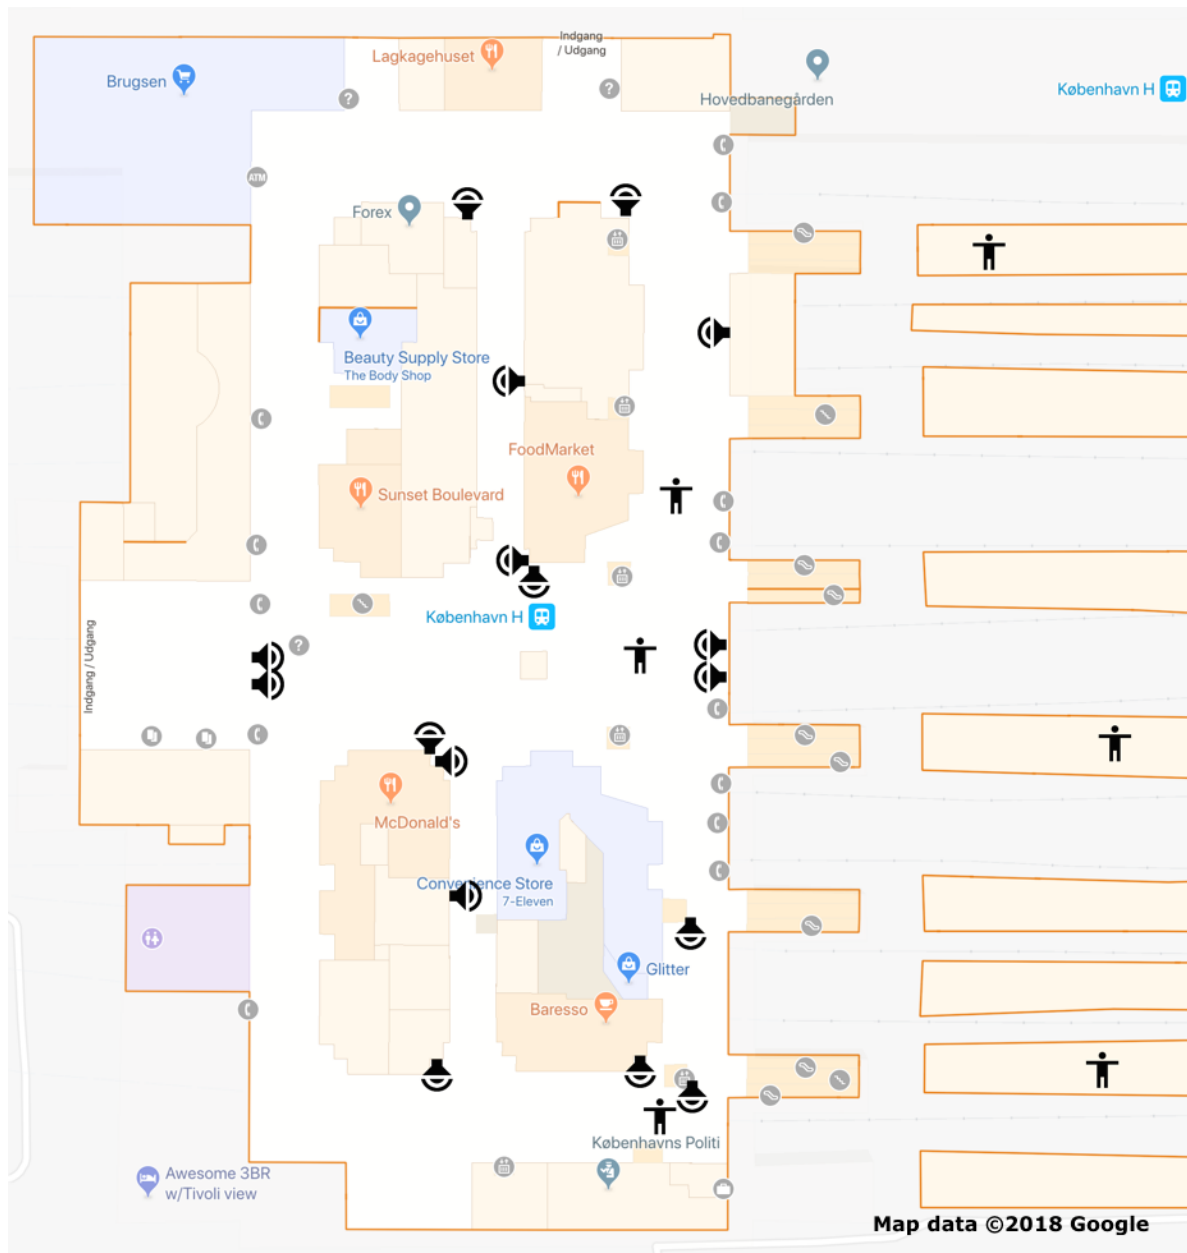 Indgang
/ Udgang
Lagkagehuset
Brugsen
Hovedbanegården
København H
ATM
Forex
Beauty Supply Store
The Body Shop
FoodMarket
Sunset Boulevard
København H
Indgang / Udgang
McDonald's
Convenience Store
7-Eleven
Glitter
Baresso
Københavns Politi
Awesome 3BR
w/Tivoli view
Map data ©2018 Google